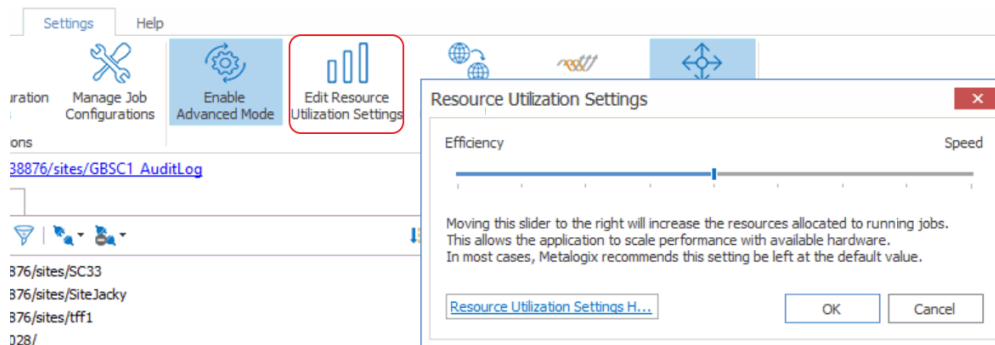 Settings Help
Manage Job
Configurations
Enable
Advanced Mode
Edit Resource
Utilization Settings
ons
38876/sites/GBSC1_AuditLog
876/sites/SC33
876/sites/SiteJacky
876/sites/tff1
028/
Resource Utilization Settings
Efficiency Speed
Moving this slider to the right will increase the resources allocated to running jobs.
This allows the application to scale performance with available hardware.
In most cases, Metalogix recommends this setting be left at the default value.
Resource Utilization Settings H...
OK Cancel